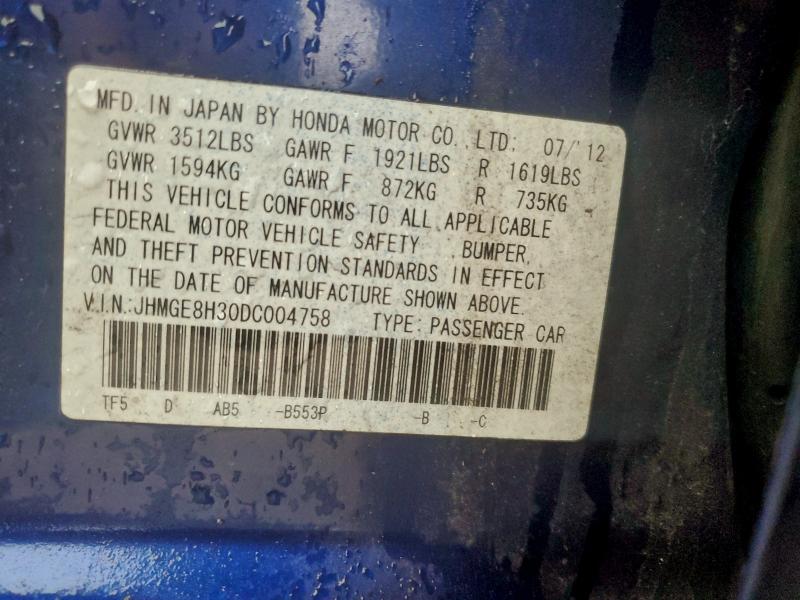 MFD. IN JAPAN BY HONDA MOTOR CO. LTD: 07/'12
GVWR 3512LBS GAWR F 1921LBS R 1619LBS
GVWR 1594KG GAWR F 872KG R 735KG
THIS VEHICLE CONFORMS TO ALL APPLICABLE
FEDERAL MOTOR VEHICLE SAFETY , BUMPER,
AND THEFT PREVENTION STANDARDS IN EFFECT
ON THE DATE OF MANUFACTURE SHOWN ABOVE.
V.I.N.:JHMGE8H30DC004758 TYPE: PASSENGER CAR
TF5 D AB5 -B553P -B -C